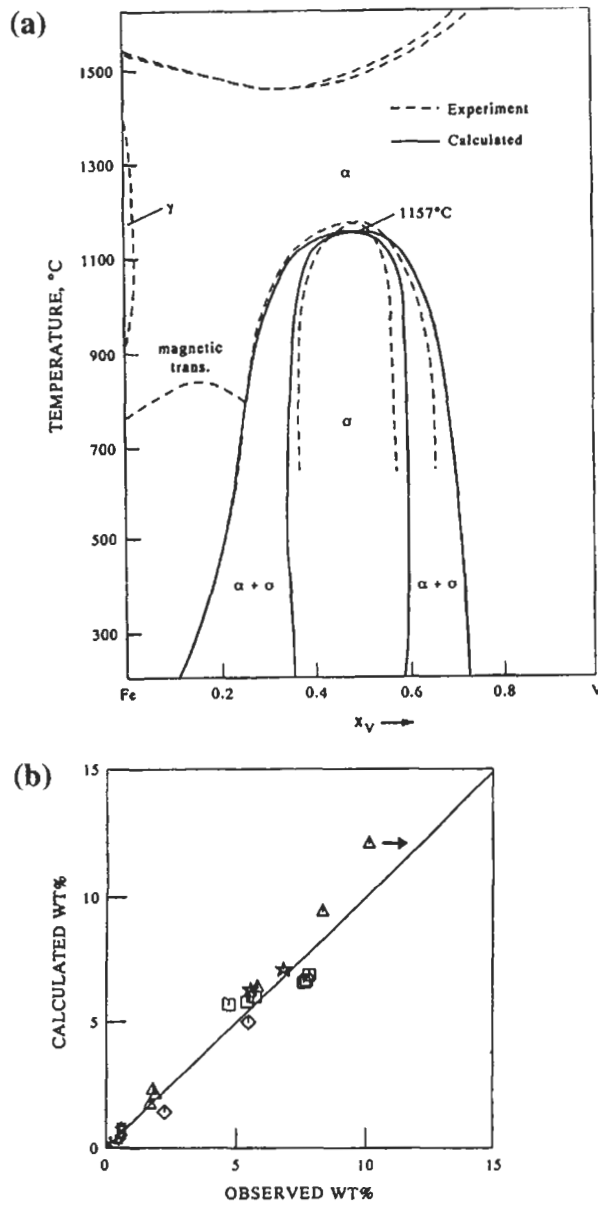 (a)
TEMPERATURE, °C
1500
1300
1100
900
700
500
300
Experiment
Calculated
α
γ
1157°C
magnetic
trans.
σ
α + σ
α + σ
Fe
0.2
0.4
0.6
0.8
V
x_V
(b)
CALCULATED WT%
15
10
5
0
0
5
10
15
OBSERVED WT%